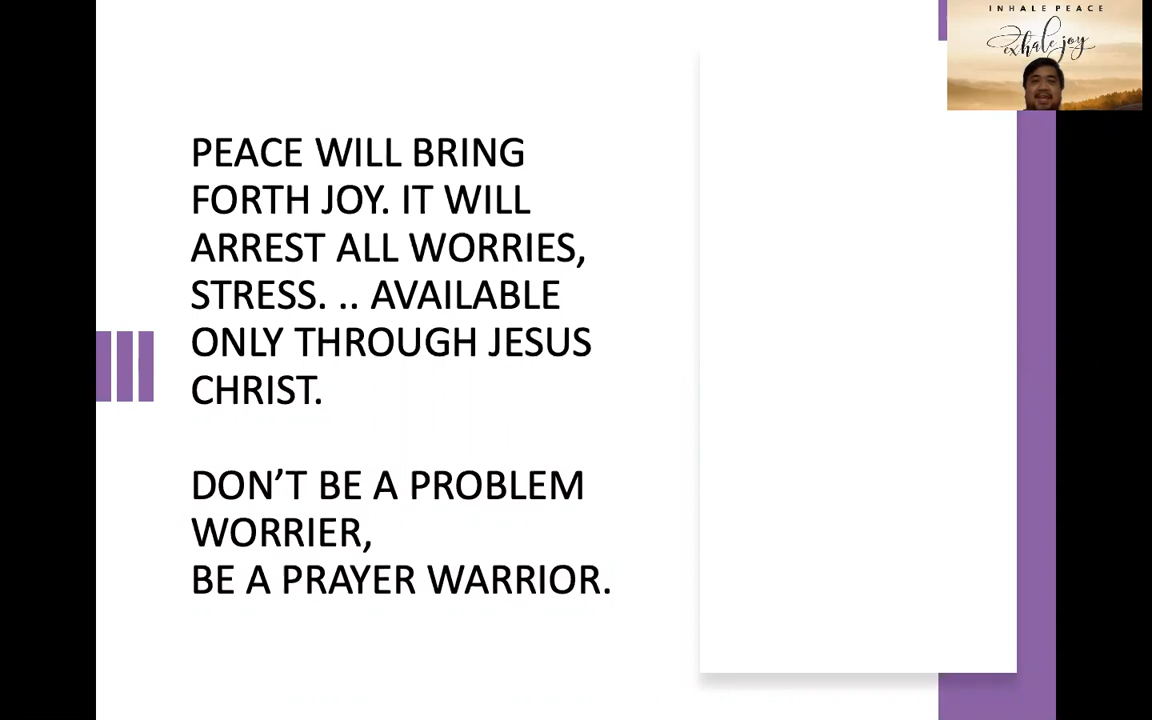 INHALE PEACE
exhale joy
PEACE WILL BRING
FORTH JOY. IT WILL
ARREST ALL WORRIES,
STRESS. .. AVAILABLE
ONLY THROUGH JESUS
CHRIST.
DON’T BE A PROBLEM
WORRIER,
BE A PRAYER WARRIOR.